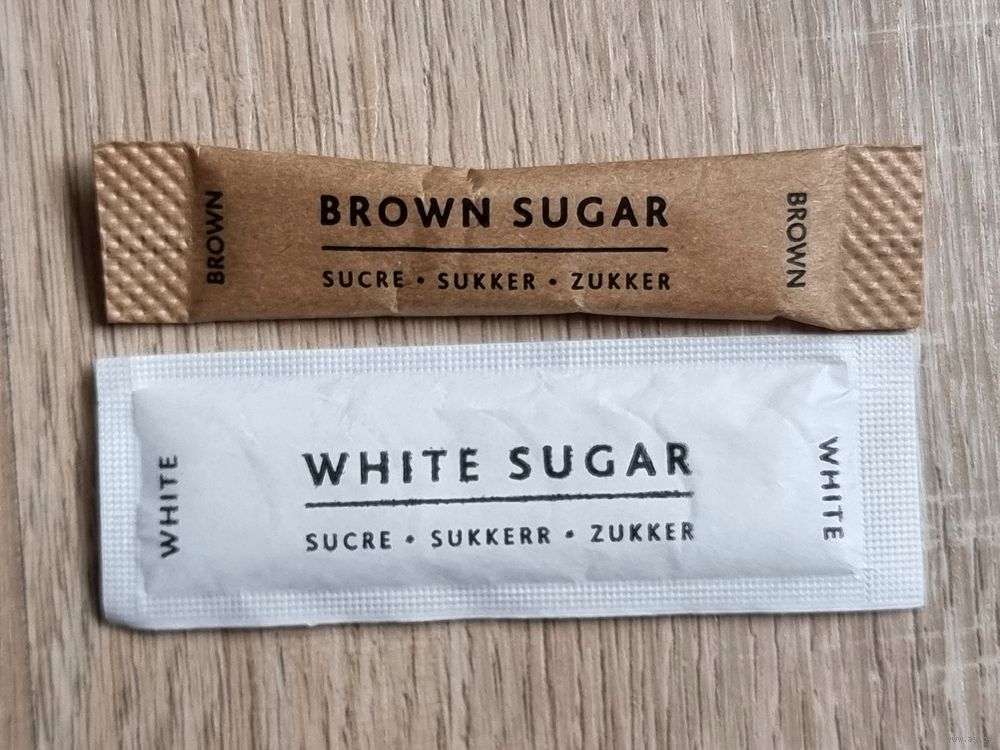 BROWN
BROWN SUGAR
SUCRE • SUKKER • ZUKKER
BROWN
WHITE
WHITE SUGAR
SUCRE • SUKKERR • ZUKKER
WHITE